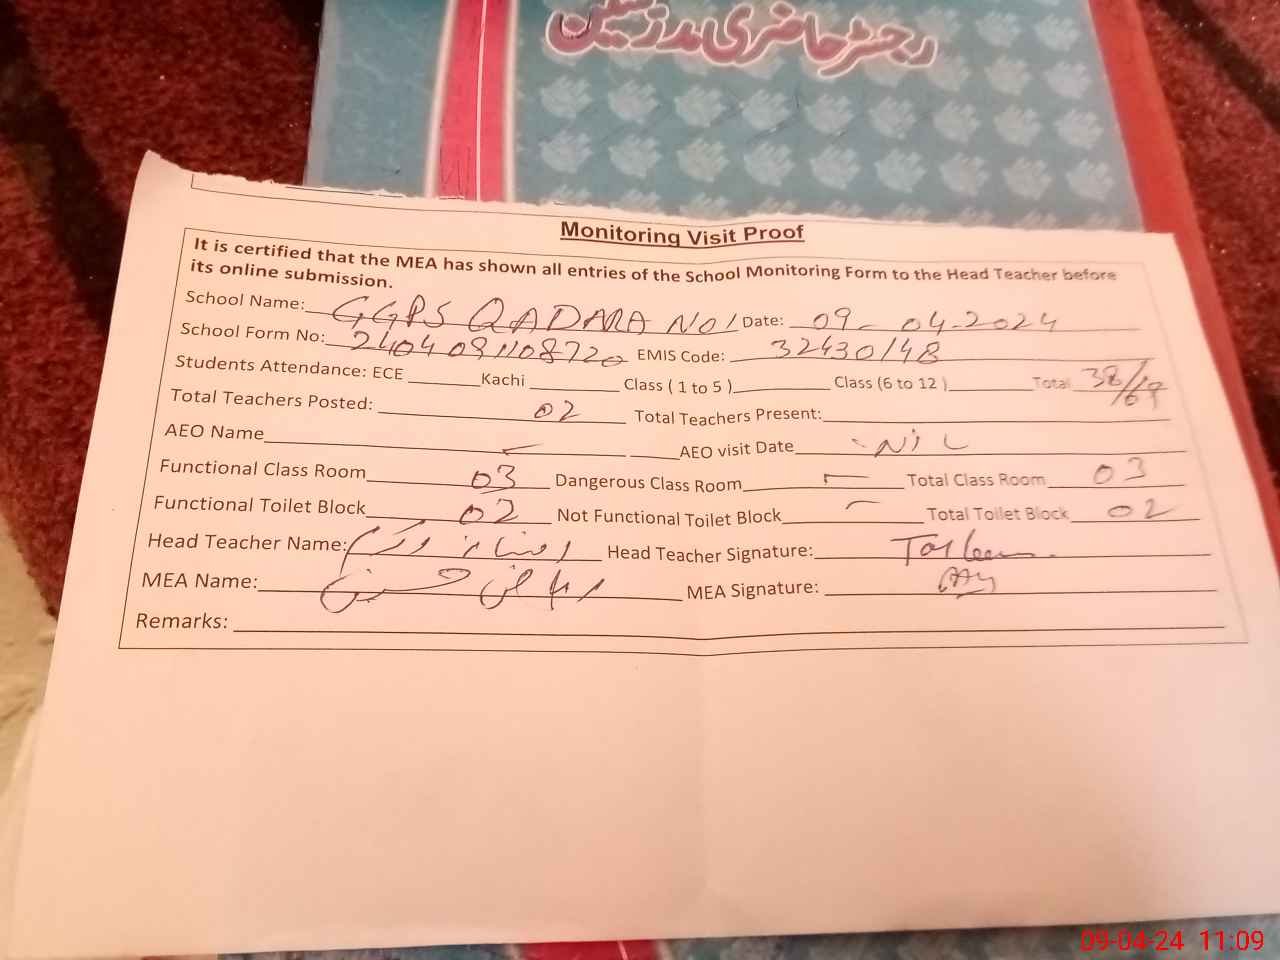 رجسٹر حاضری مدرسین
Monitoring Visit Proof
It is certified that the MEA has shown all entries of the School Monitoring Form to the Head Teacher before
its online submission.
School Name: GGPS QADARA NO1 Date: 09-04-2024
School Form No: 2404091108720 EMIS Code: 32430148
Students Attendance: ECE Kachi Class ( 1 to 5 ) Class (6 to 12 ) Total 38/67
Total Teachers Posted: 02 Total Teachers Present:
AEO Name AEO visit Date NiL
Functional Class Room 03 Dangerous Class Room — Total Class Room 03
Functional Toilet Block 02 Not Functional Toilet Block — Total Toilet Block 02
Head Teacher Name: Head Teacher Signature:
MEA Name: MEA Signature:
Remarks:
09-04-24 11:09